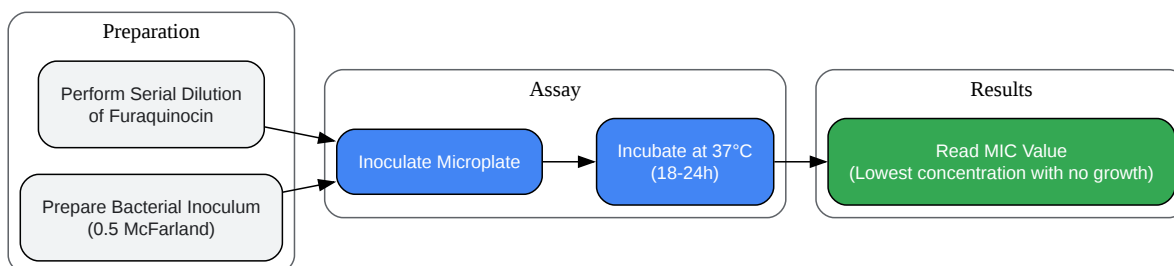 Preparation
Perform Serial Dilution
of Furaquinocin
Prepare Bacterial Inoculum
(0.5 McFarland)
Assay
Inoculate Microplate
Incubate at 37°C
(18-24h)
Results
Read MIC Value
(Lowest concentration with no growth)